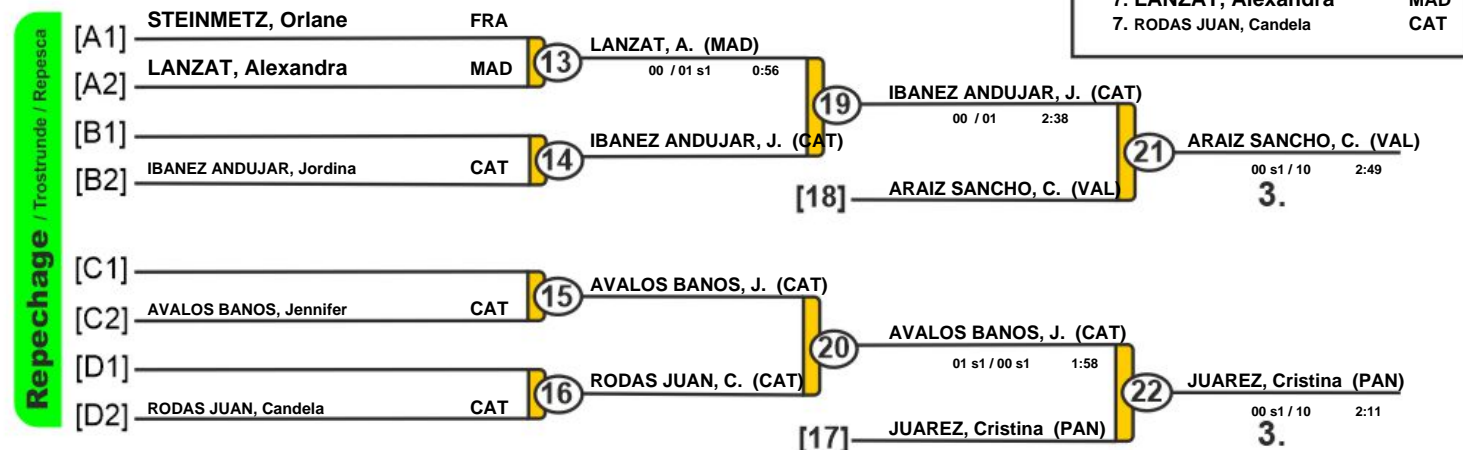 7. LANZAT, Alexandra MAD
7. RODAS JUAN, Candela CAT
Repechage / Trostrunde / Repesca
[A1] STEINMETZ, Orlane FRA
[A2] LANZAT, Alexandra MAD
13 LANZAT, A. (MAD)
00 / 01 s1 0:56
[B1]
[B2] IBANEZ ANDUJAR, Jordina CAT
14 IBANEZ ANDUJAR, J. (CAT)
19 IBANEZ ANDUJAR, J. (CAT)
00 / 01 2:38
[18] ARAIZ SANCHO, C. (VAL)
21 ARAIZ SANCHO, C. (VAL)
00 s1 / 10 2:49
3.
[C1]
[C2] AVALOS BANOS, Jennifer CAT
15 AVALOS BANOS, J. (CAT)
[D1]
[D2] RODAS JUAN, Candela CAT
16 RODAS JUAN, C. (CAT)
20 AVALOS BANOS, J. (CAT)
01 s1 / 00 s1 1:58
[17] JUAREZ, Cristina (PAN)
22 JUAREZ, Cristina (PAN)
00 s1 / 10 2:11
3.